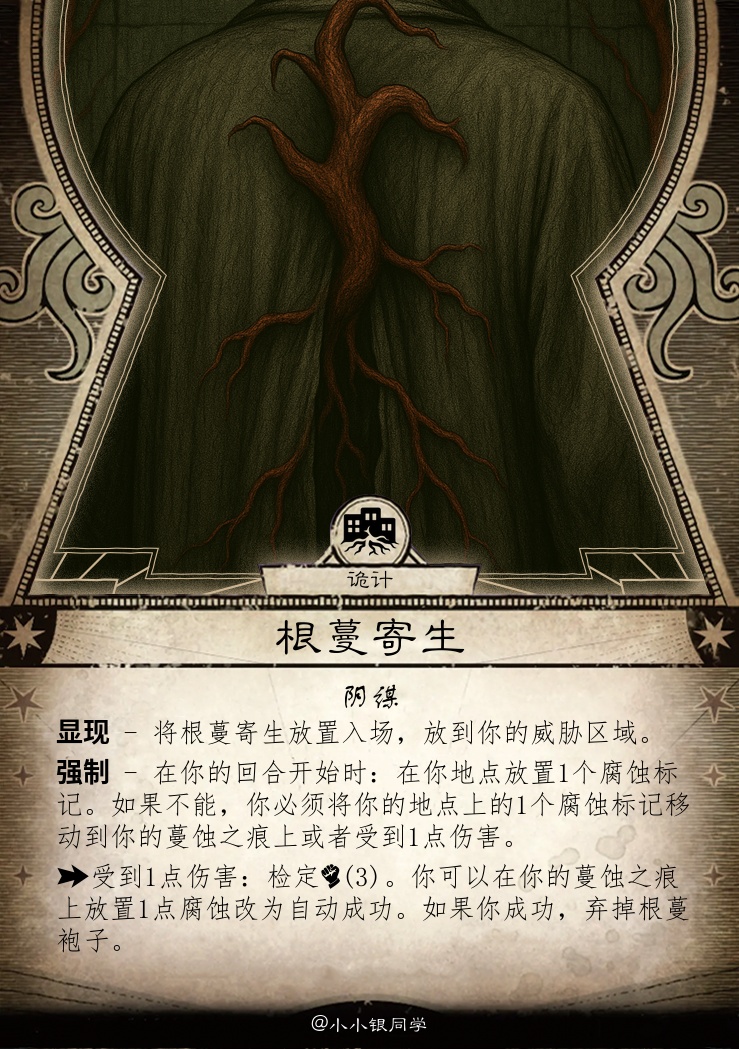 诡计
根蔓寄生
阴谋
显现 – 将根蔓寄生放置入场，放到你的威胁区域。
强制 – 在你的回合开始时：在你地点放置1个腐蚀标
记。如果不能，你必须将你的地点上的1个腐蚀标记移
动到你的蔓蚀之痕上或者受到1点伤害。
受到1点伤害：检定(3)。你可以在你的蔓蚀之痕
上放置1点腐蚀改为自动成功。如果你成功，弃掉根蔓
袍子。
@小小银同学